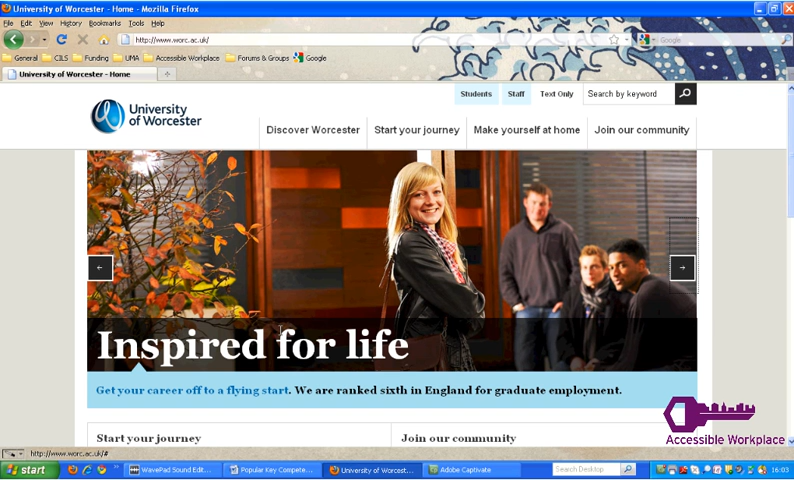 University of Worcester - Home - Mozilla Firefox
File Edit View History Bookmarks Tools Help
http://www.worc.ac.uk/
Google
General CILS Funding UMA Accessible Workplace Forums & Groups Google
University of Worcester - Home
Students Staff Text Only Search by keyword
University
of Worcester
Discover Worcester Start your journey Make yourself at home Join our community
Inspired for life
Get your career off to a flying start. We are ranked sixth in England for graduate employment.
Start your journey Join our community
Accessible Workplace
http://www.worc.ac.uk/#
start WavePad Sound Edit... Popular Key Compete... University of Worcest... Adobe Captivate Search Desktop 16:03